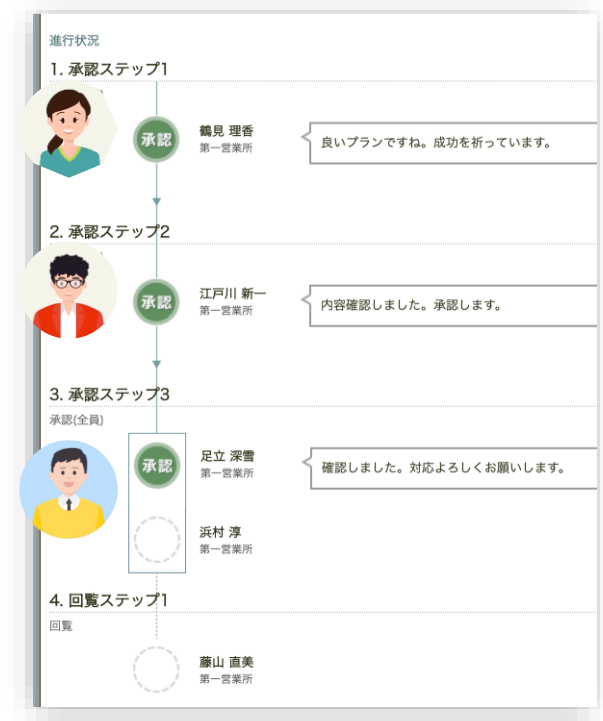 進行状況
1. 承認ステップ1
承認
鶴見 理香
第一営業所
良いプランですね。成功を祈っています。
2. 承認ステップ2
承認
江戸川 新一
第一営業所
内容確認しました。承認します。
3. 承認ステップ3
承認(全員)
承認
足立 深雪
第一営業所
確認しました。対応よろしくお願いします。
浜村 淳
第一営業所
4. 回覧ステップ1
回覧
藤山 直美
第一営業所